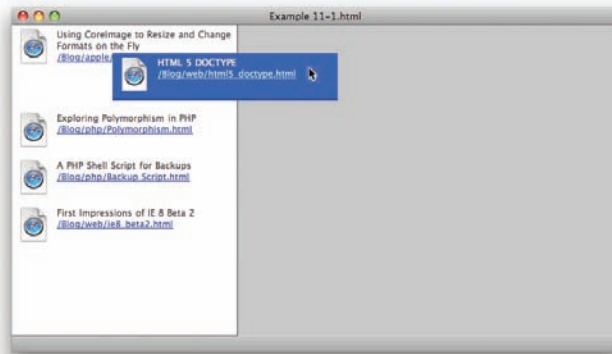 Example 11-1.html
Using CoreImage to Resize and Change
Formats on the Fly
/Blog/apple/
HTML 5 DOCTYPE
/Blog/web/html5_doctype.html
Exploring Polymorphism in PHP
/Blog/php/Polymorphism.html
A PHP Shell Script for Backups
/Blog/php/Backup Script.html
First Impressions of IE 8 Beta 2
/Blog/web/ie8_beta2.html